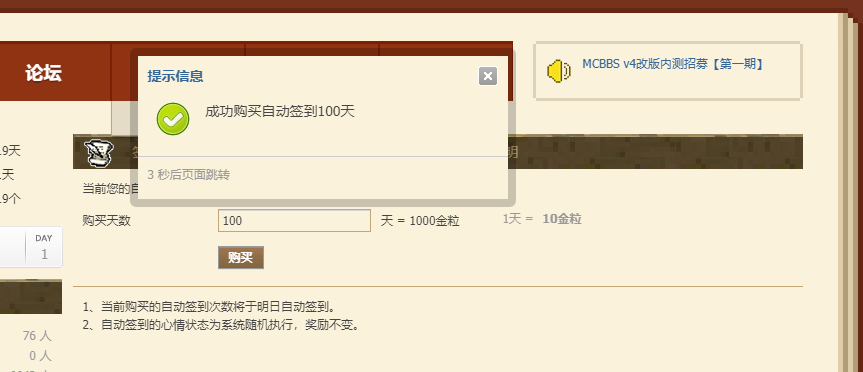 论坛
MCBBS v4改版内测招募【第一期】
提示信息
成功购买自动签到100天
3 秒后页面跳转
9天
天
9个
DAY
1
76 人
0 人
签
明
当前您的自
购买天数
100
天 = 1000金粒
1天 = 10金粒
购买
1、当前购买的自动签到次数将于明日自动签到。
2、自动签到的心情状态为系统随机执行，奖励不变。